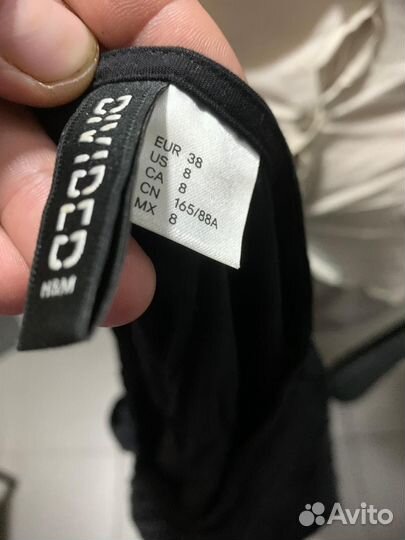 DIVIDED
H&M
EUR 38
US 8
CA 8
CN 165/88A
MX 8
Avito